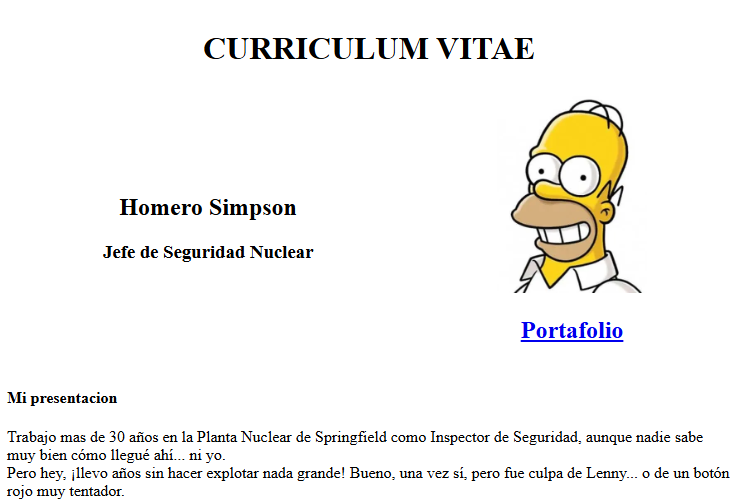 CURRICULUM VITAE
Homero Simpson
Jefe de Seguridad Nuclear
Portafolio
Mi presentacion
Trabajo mas de 30 años en la Planta Nuclear de Springfield como Inspector de Seguridad, aunque nadie sabe
muy bien cómo llegué ahí... ni yo.
Pero hey, ¡llevo años sin hacer explotar nada grande! Bueno, una vez sí, pero fue culpa de Lenny... o de un botón
rojo muy tentador.